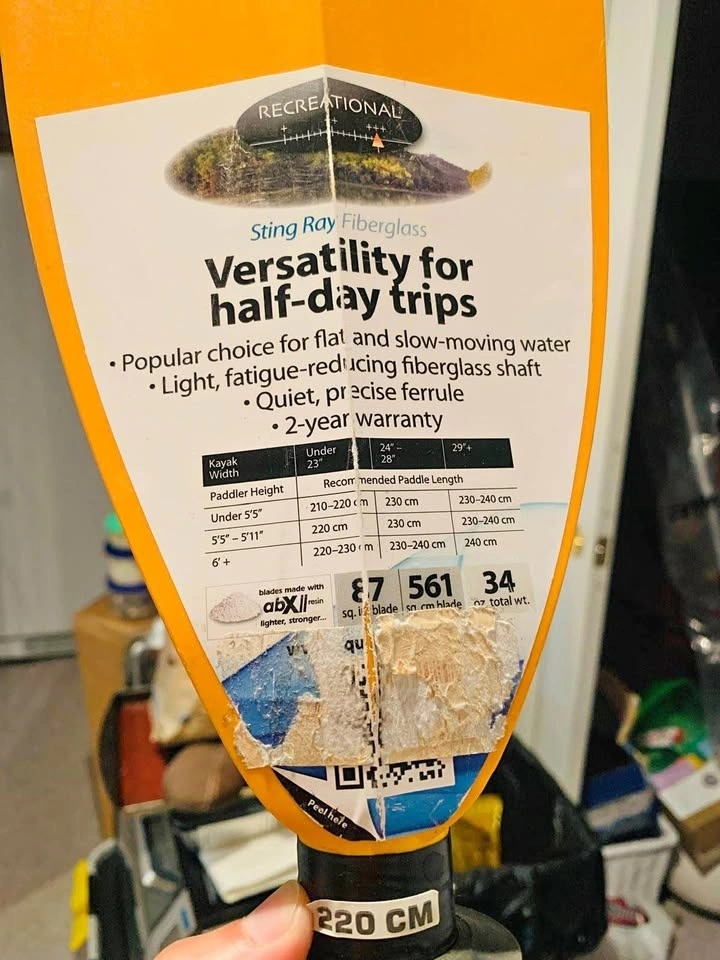 RECREATIONAL
Sting Ray Fiberglass
Versatility for
half-day trips
• Popular choice for flat and slow-moving water
• Light, fatigue-reducing fiberglass shaft
• Quiet, precise ferrule
• 2-year warranty
Kayak Width Under 23" 24" – 28" 29"+
Paddler Height Recommended Paddle Length
Under 5'5" 210–220 cm 230 cm 230–240 cm
5'5" – 5'11" 220 cm 230 cm 230–240 cm
6' + 220–230 cm 230–240 cm 240 cm
blades made with
abXII resin
lighter, stronger...
87 561 34
sq. in. blade sq. cm blade oz. total wt.
qu
Peel here
220 CM